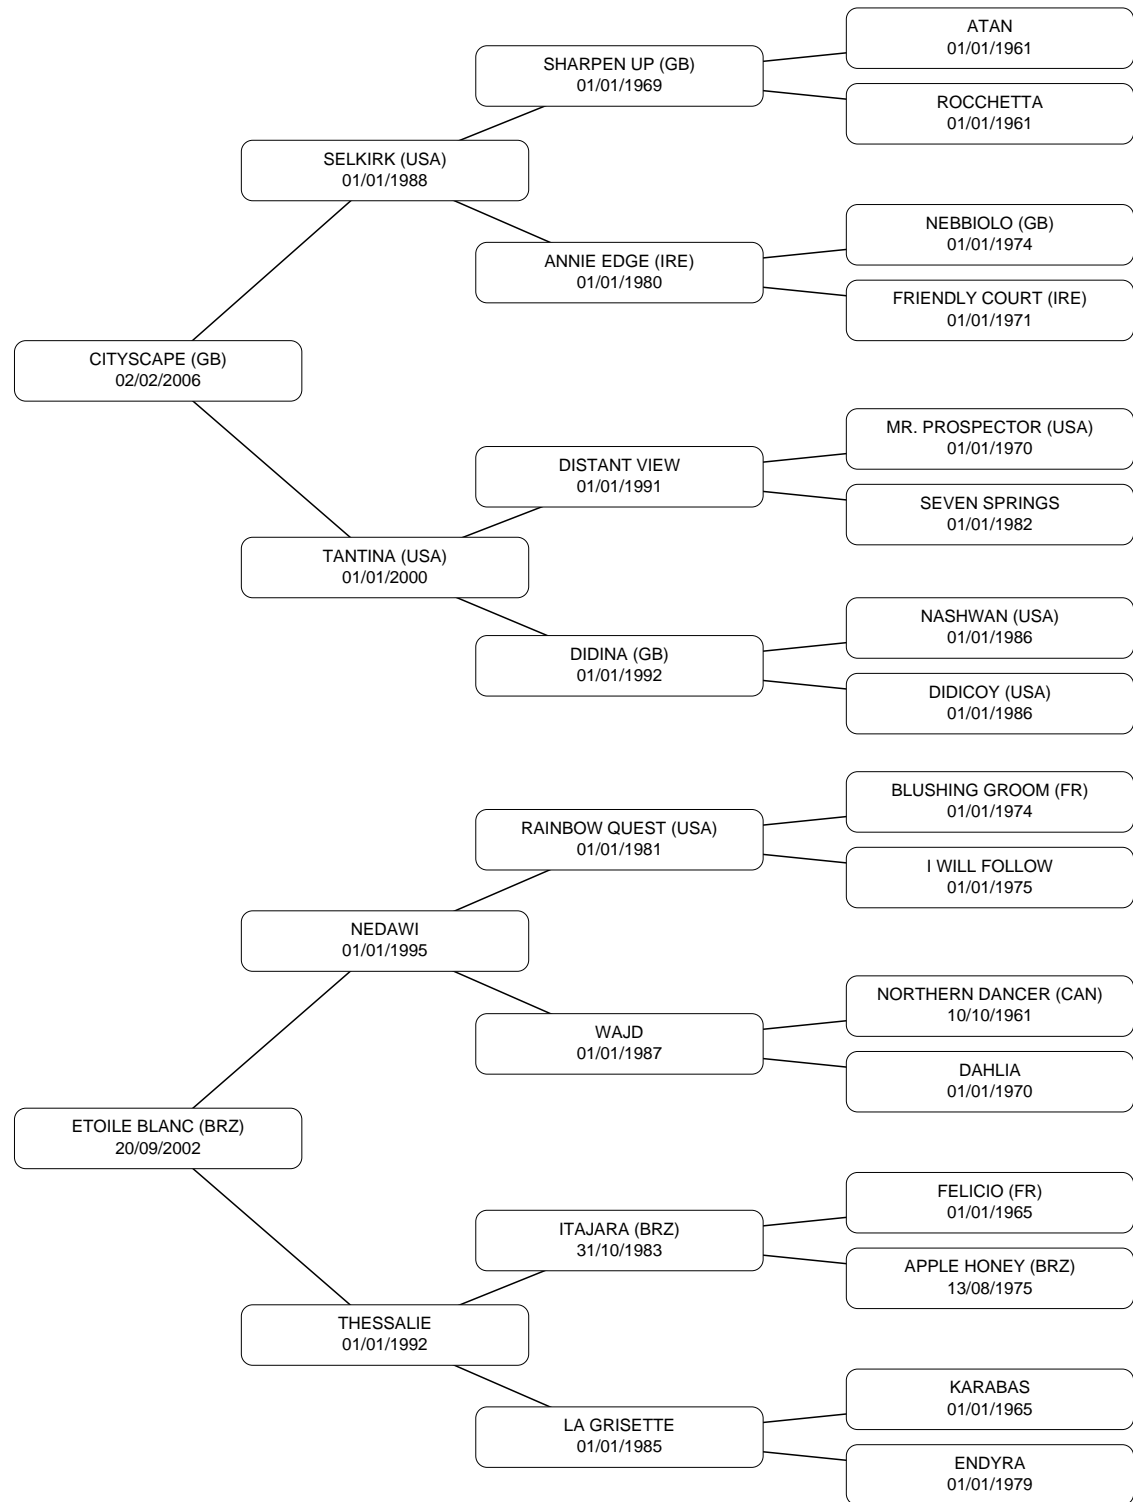 ATAN
01/01/1961
SHARPEN UP (GB)
01/01/1969
ROCCHETTA
01/01/1961
SELKIRK (USA)
01/01/1988
NEBBIOLO (GB)
01/01/1974
ANNIE EDGE (IRE)
01/01/1980
FRIENDLY COURT (IRE)
01/01/1971
CITYSCAPE (GB)
02/02/2006
MR. PROSPECTOR (USA)
01/01/1970
DISTANT VIEW
01/01/1991
SEVEN SPRINGS
01/01/1982
TANTINA (USA)
01/01/2000
NASHWAN (USA)
01/01/1986
DIDINA (GB)
01/01/1992
DIDICOY (USA)
01/01/1986
BLUSHING GROOM (FR)
01/01/1974
RAINBOW QUEST (USA)
01/01/1981
I WILL FOLLOW
01/01/1975
NEDAWI
01/01/1995
NORTHERN DANCER (CAN)
10/10/1961
WAJD
01/01/1987
DAHLIA
01/01/1970
ETOILE BLANC (BRZ)
20/09/2002
FELICIO (FR)
01/01/1965
ITAJARA (BRZ)
31/10/1983
APPLE HONEY (BRZ)
13/08/1975
THESSALIE
01/01/1992
KARABAS
01/01/1965
LA GRISETTE
01/01/1985
ENDYRA
01/01/1979